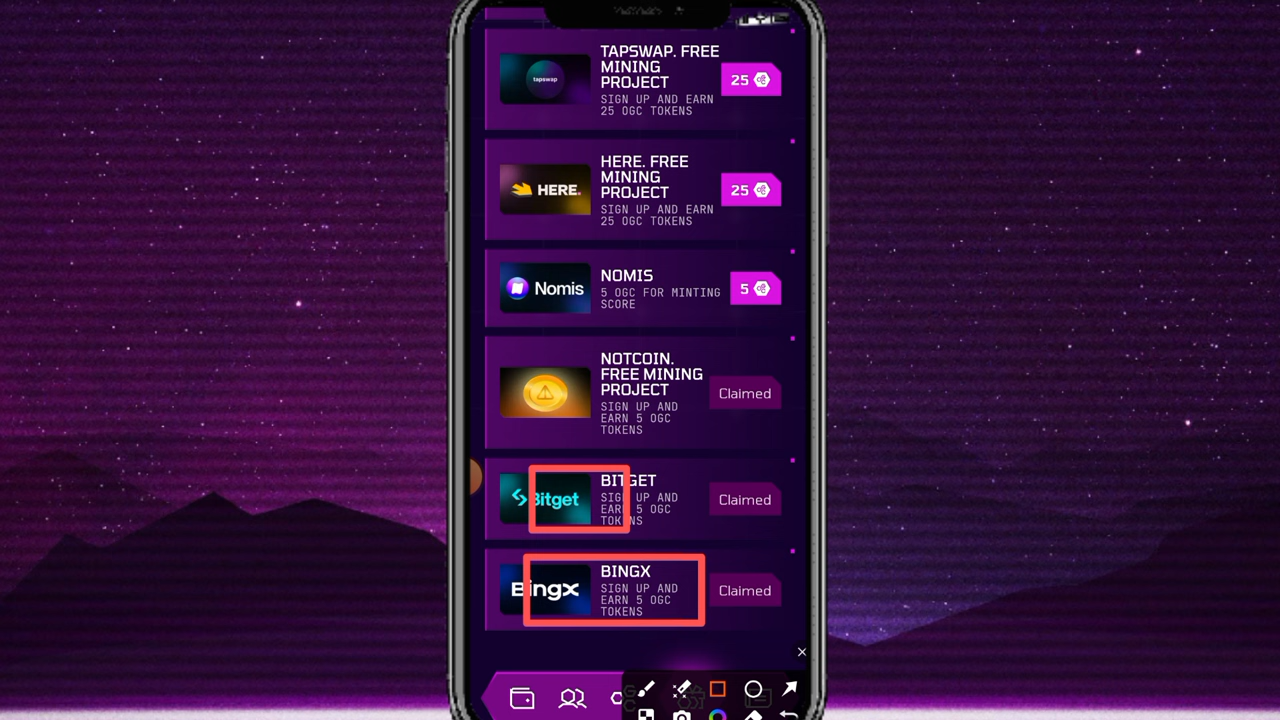 tapswap
TAPSWAP. FREE
MINING
PROJECT
SIGN UP AND EARN
25 OGC TOKENS
25
HERE.
HERE. FREE
MINING
PROJECT
SIGN UP AND EARN
25 OGC TOKENS
25
Nomis
NOMIS
5 OGC FOR MINTING
SCORE
5
NOTCOIN.
FREE MINING
PROJECT
SIGN UP AND
EARN 5 OGC
TOKENS
Claimed
Bitget
BITGET
SIGN UP AND
EARN 5 OGC
TOKENS
Claimed
BingX
BINGX
SIGN UP AND
EARN 5 OGC
TOKENS
Claimed